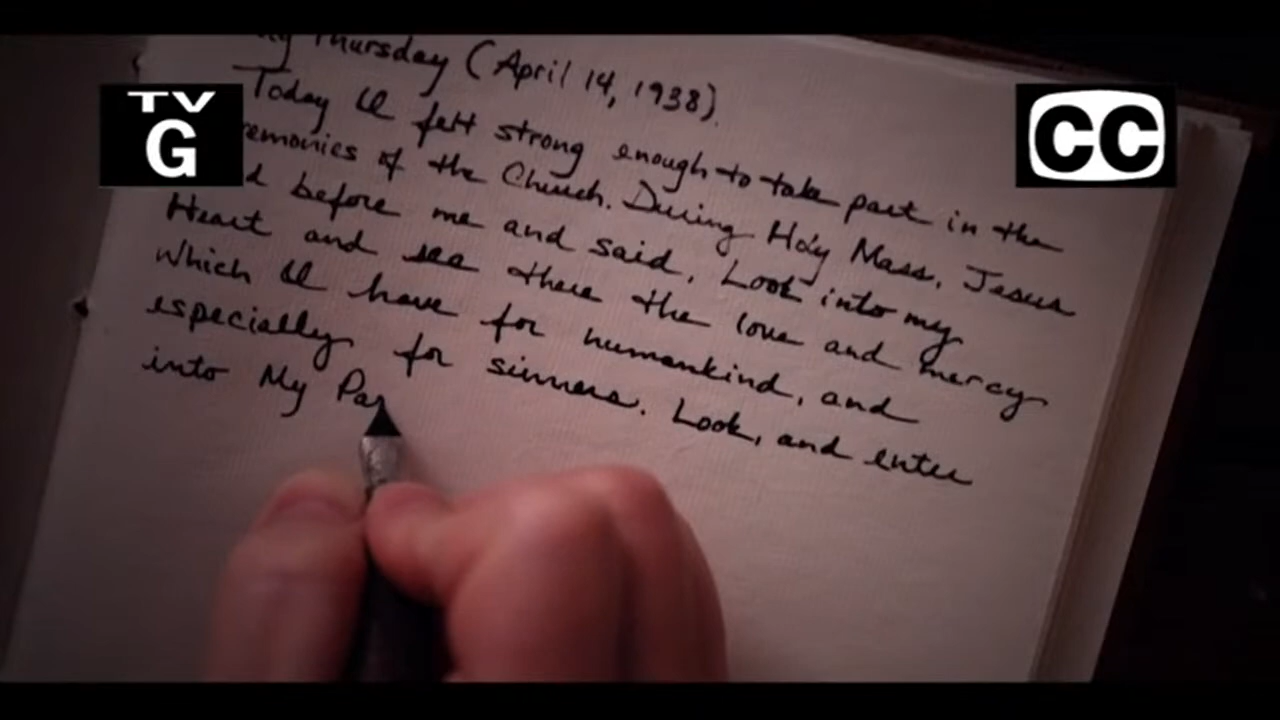 Thursday (April 14, 1938).
Today I felt strong enough to take part in the
emonies of the Church. During Holy Mass, Jesus
d before me and said, Look into my
Heart and see there the love and mercy
which I have for humankind, and
especially for sinners. Look, and enter
into My Pas
TV
G
CC